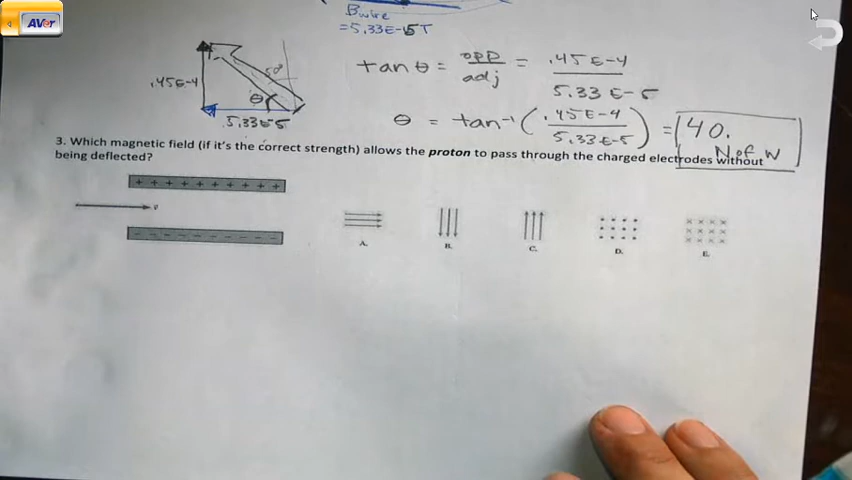 AVer
Bwire
= 5.33E-5T
.45E-4
50°
θ
5.33E-5
tan θ = opp/adj = .45E-4/5.33E-5
θ = tan⁻¹ (.45E-4/5.33E-5) = 40. N of W
3. Which magnetic field (if it's the correct strength) allows the proton to pass through the charged electrodes without
being deflected?
+ + + + + + + + + +
v
- - - - - - - - - -
A. B. C. D. E.